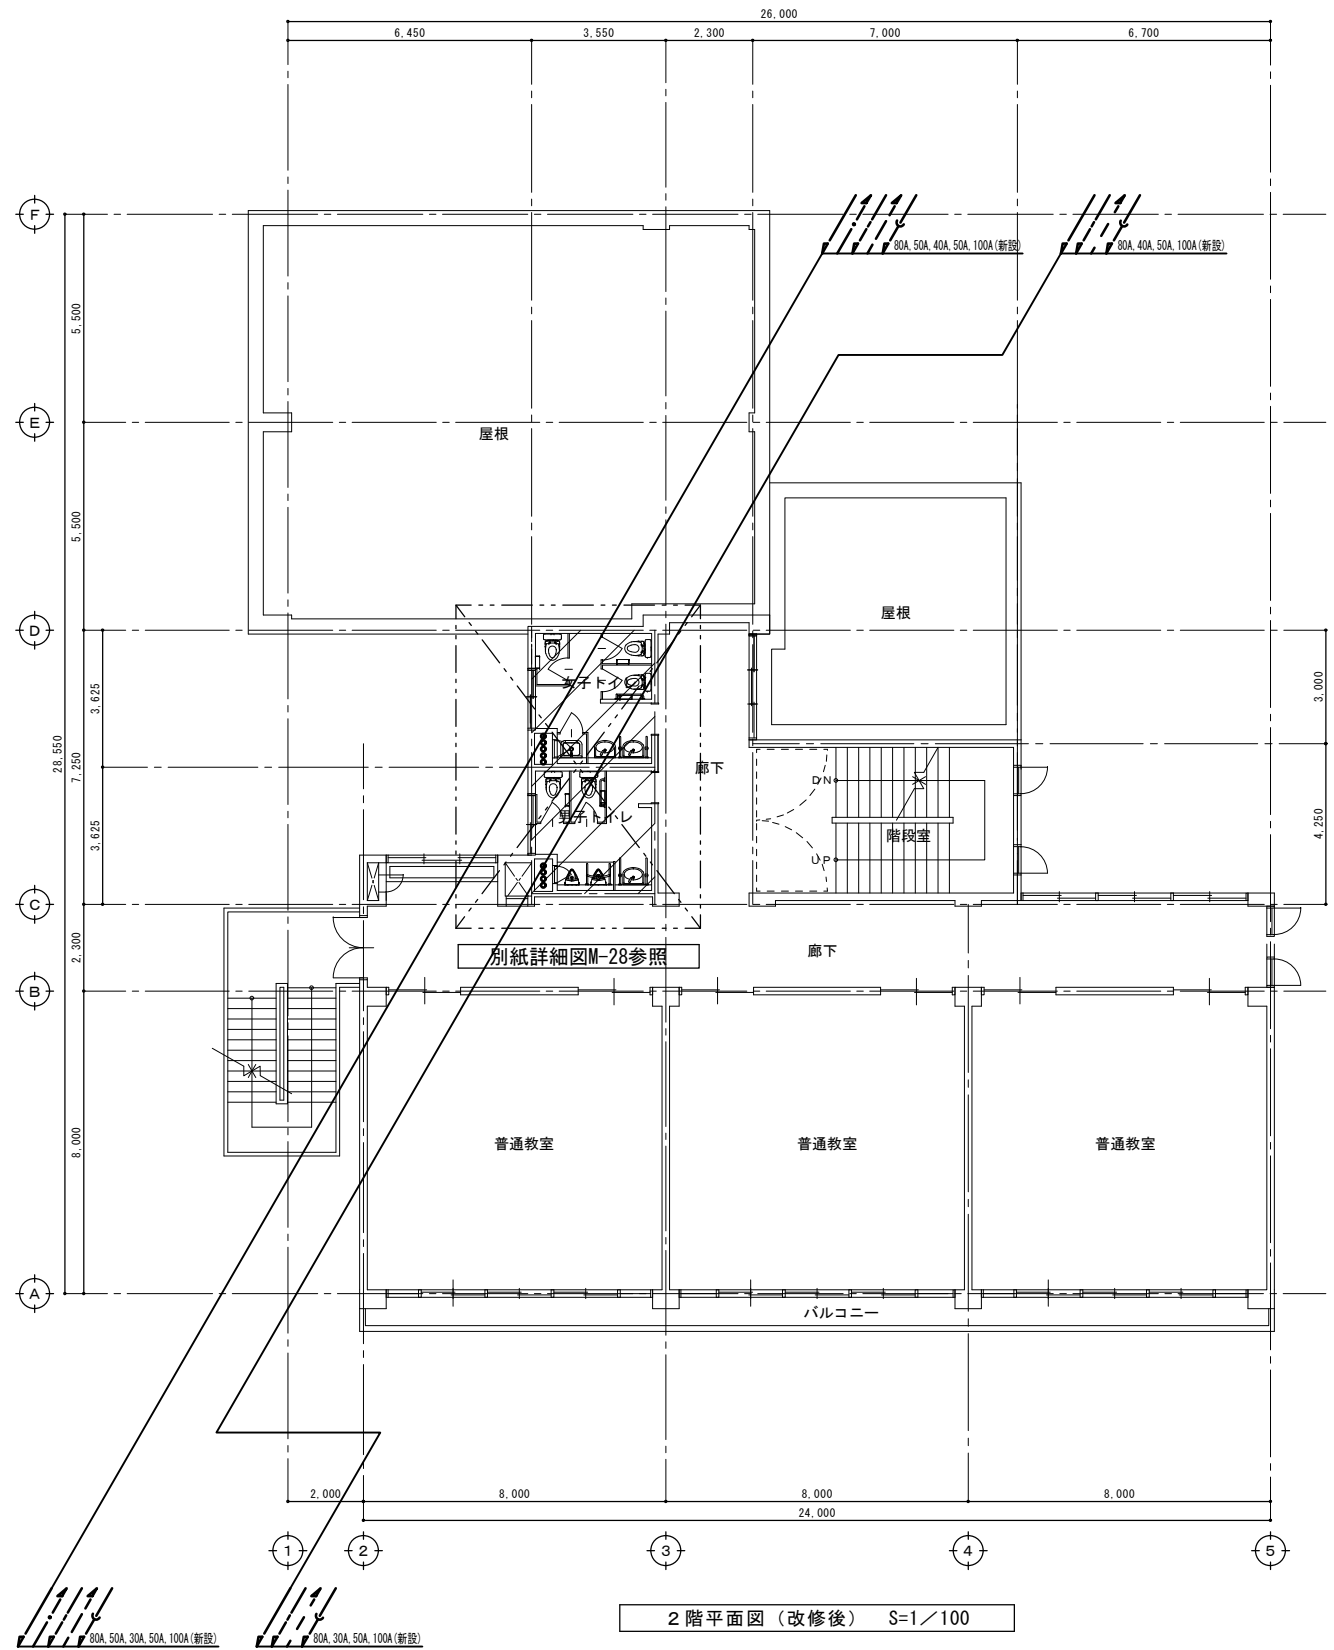 26,000
6,450
3,550
2,300
7,000
6,700
F
80A, 50A, 40A, 50A, 100A(新設)
80A, 40A, 50A, 100A(新設)
5,500
E
屋根
5,500
屋根
D
3,625
3,000
女子トイレ
28,550
7,250
廊下
DN
男子トイレ
3,625
階段室
4,250
UP
C
2,300
別紙詳細図M-28参照
廊下
B
8,000
普通教室
普通教室
普通教室
A
バルコニー
2,000
8,000
8,000
8,000
24,000
1
2
3
4
5
80A, 50A, 30A, 50A, 100A(新設)
80A, 30A, 50A, 100A(新設)
2階平面図（改修後） S=1／100